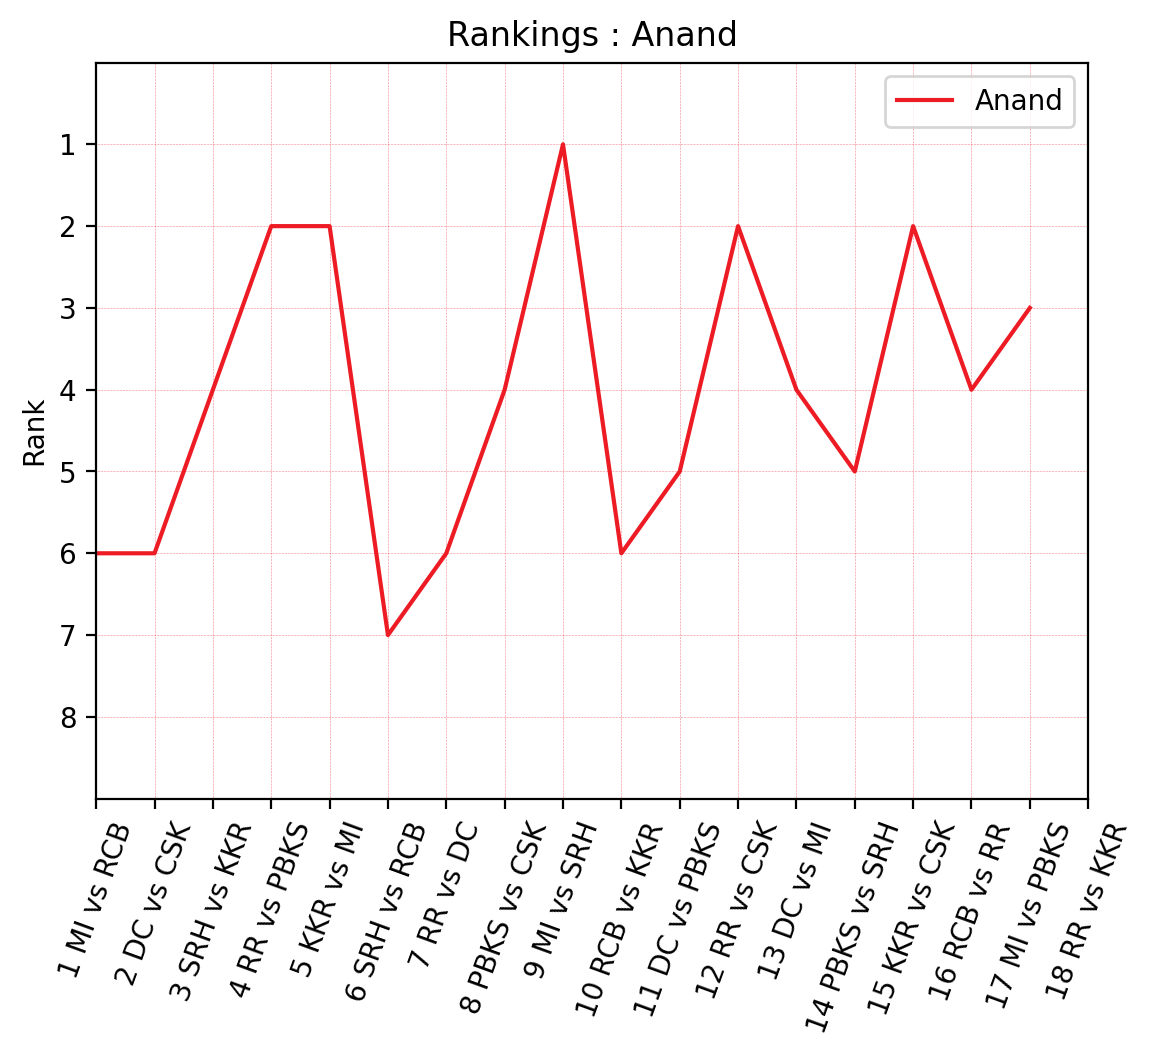 Rankings : Anand
Anand
Rank
1
2
3
4
5
6
7
8
1 MI vs RCB
2 DC vs CSK
3 SRH vs KKR
4 RR vs PBKS
5 KKR vs MI
6 SRH vs RCB
7 RR vs DC
8 PBKS vs CSK
9 MI vs SRH
10 RCB vs KKR
11 DC vs PBKS
12 RR vs CSK
13 DC vs MI
14 PBKS vs SRH
15 KKR vs CSK
16 RCB vs RR
17 MI vs PBKS
18 RR vs KKR